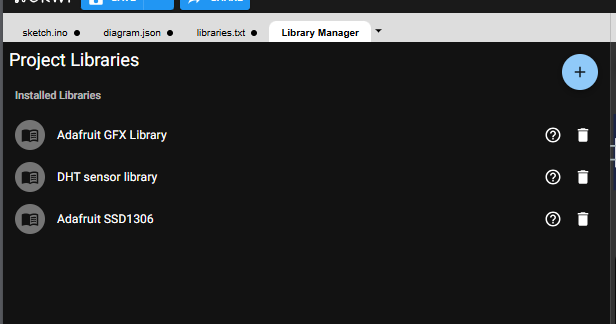 sketch.ino ● diagram.json ● libraries.txt ● Library Manager
Project Libraries
Installed Libraries
Adafruit GFX Library
DHT sensor library
Adafruit SSD1306